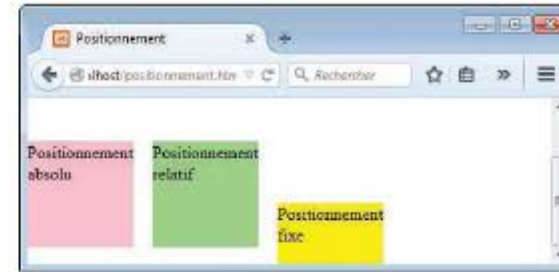 Positionnement
Rechercher
Positionnement
absolu
Positionnement
relatif
Positionnement
fixe